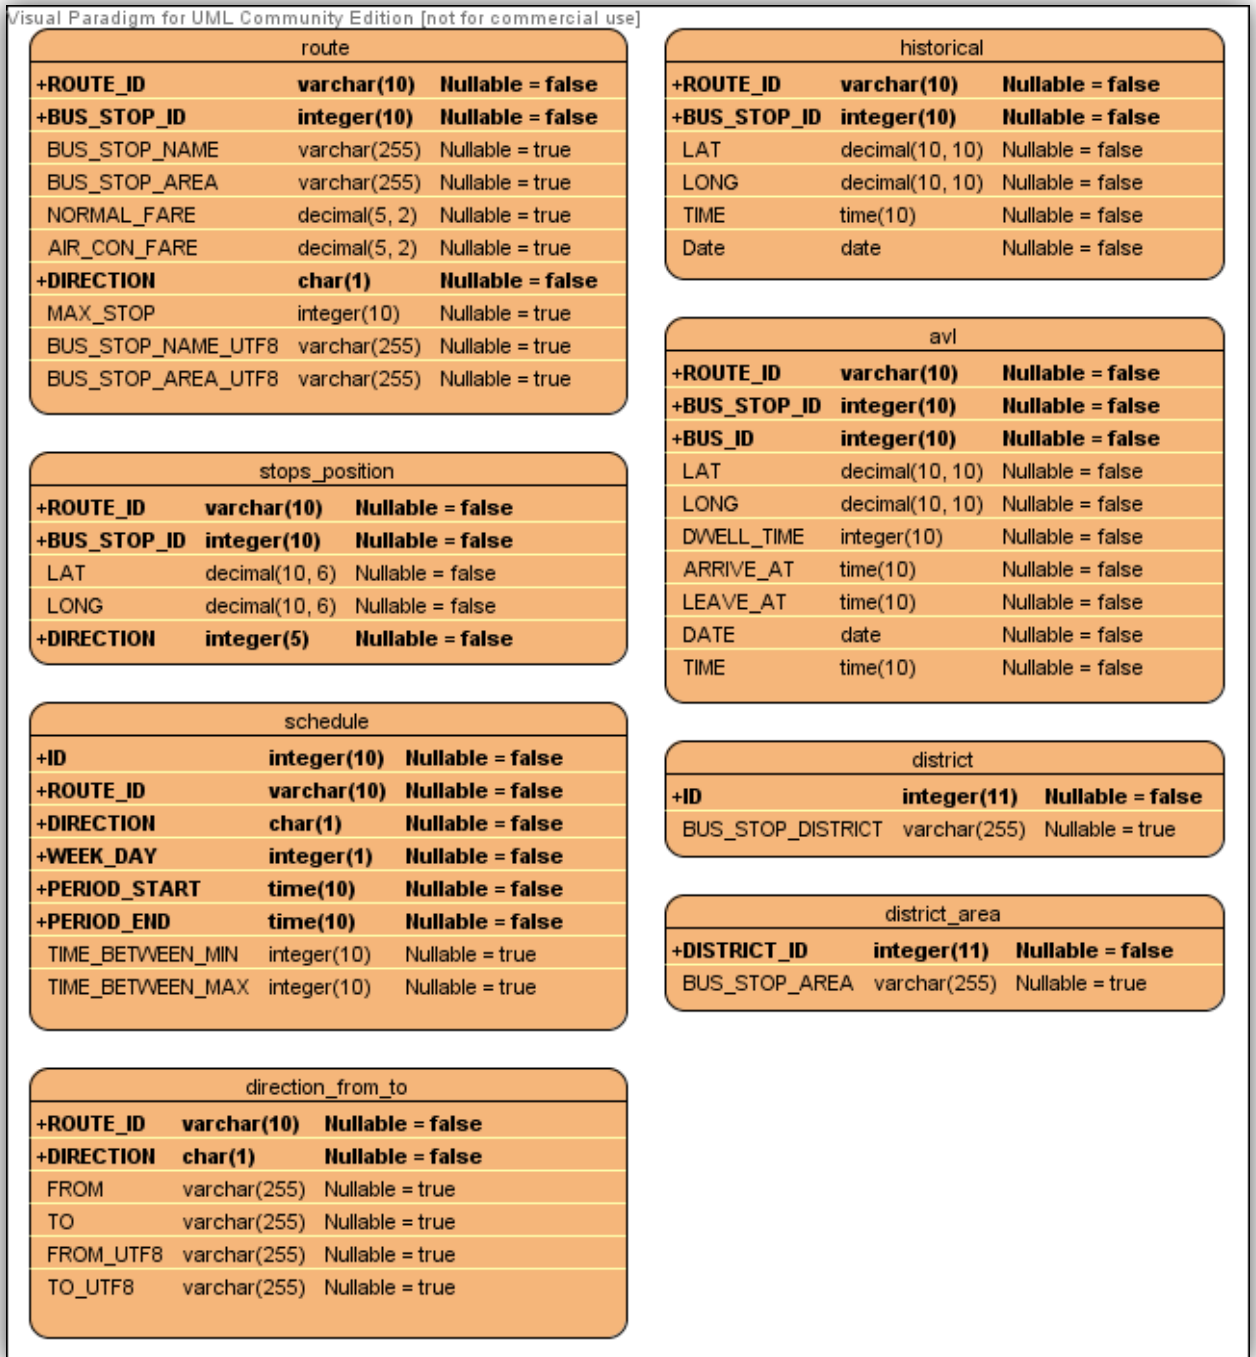 Visual Paradigm for UML Community Edition [not for commercial use]
route
+ROUTE_ID varchar(10) Nullable = false
+BUS_STOP_ID integer(10) Nullable = false
BUS_STOP_NAME varchar(255) Nullable = true
BUS_STOP_AREA varchar(255) Nullable = true
NORMAL_FARE decimal(5, 2) Nullable = true
AIR_CON_FARE decimal(5, 2) Nullable = true
+DIRECTION char(1) Nullable = false
MAX_STOP integer(10) Nullable = true
BUS_STOP_NAME_UTF8 varchar(255) Nullable = true
BUS_STOP_AREA_UTF8 varchar(255) Nullable = true
stops_position
+ROUTE_ID varchar(10) Nullable = false
+BUS_STOP_ID integer(10) Nullable = false
LAT decimal(10, 6) Nullable = false
LONG decimal(10, 6) Nullable = false
+DIRECTION integer(5) Nullable = false
schedule
+ID integer(10) Nullable = false
+ROUTE_ID varchar(10) Nullable = false
+DIRECTION char(1) Nullable = false
+WEEK_DAY integer(1) Nullable = false
+PERIOD_START time(10) Nullable = false
+PERIOD_END time(10) Nullable = false
TIME_BETWEEN_MIN integer(10) Nullable = true
TIME_BETWEEN_MAX integer(10) Nullable = true
direction_from_to
+ROUTE_ID varchar(10) Nullable = false
+DIRECTION char(1) Nullable = false
FROM varchar(255) Nullable = true
TO varchar(255) Nullable = true
FROM_UTF8 varchar(255) Nullable = true
TO_UTF8 varchar(255) Nullable = true
historical
+ROUTE_ID varchar(10) Nullable = false
+BUS_STOP_ID integer(10) Nullable = false
LAT decimal(10, 10) Nullable = false
LONG decimal(10, 10) Nullable = false
TIME time(10) Nullable = false
Date date Nullable = false
avl
+ROUTE_ID varchar(10) Nullable = false
+BUS_STOP_ID integer(10) Nullable = false
+BUS_ID integer(10) Nullable = false
LAT decimal(10, 10) Nullable = false
LONG decimal(10, 10) Nullable = false
DWELL_TIME integer(10) Nullable = false
ARRIVE_AT time(10) Nullable = false
LEAVE_AT time(10) Nullable = false
DATE date Nullable = false
TIME time(10) Nullable = false
district
+ID integer(11) Nullable = false
BUS_STOP_DISTRICT varchar(255) Nullable = true
district_area
+DISTRICT_ID integer(11) Nullable = false
BUS_STOP_AREA varchar(255) Nullable = true